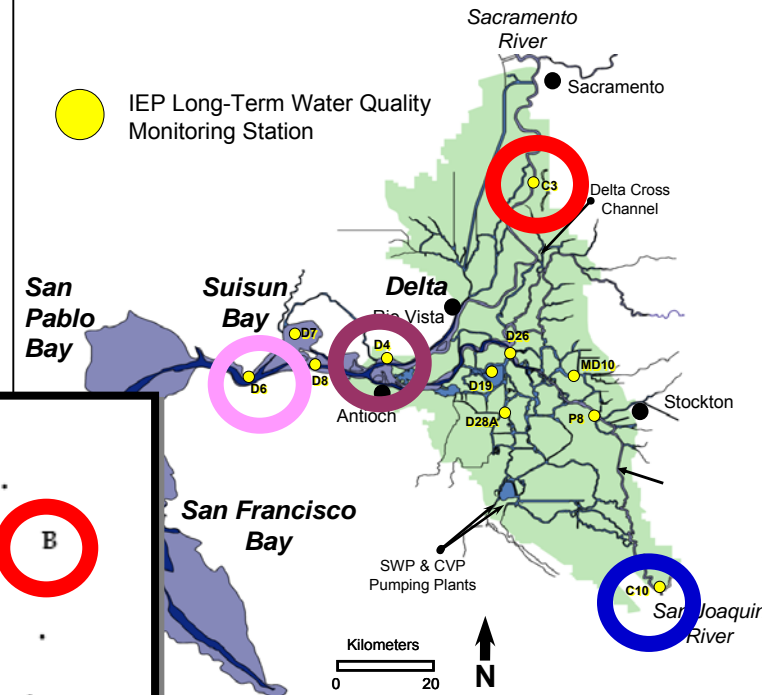 Sacramento
River
IEP Long-Term Water Quality
Monitoring Station
Sacramento
C3
Delta Cross
Channel
San
Pablo
Bay
Suisun
Bay
Delta
Rio Vista
D7
D4
D26
D6
D8
D19
MD10
Antioch
D28A
P8
Stockton
San Francisco
Bay
B
SWP & CVP
Pumping Plants
C10
San Joaquin
River
Kilometers
0 20
N